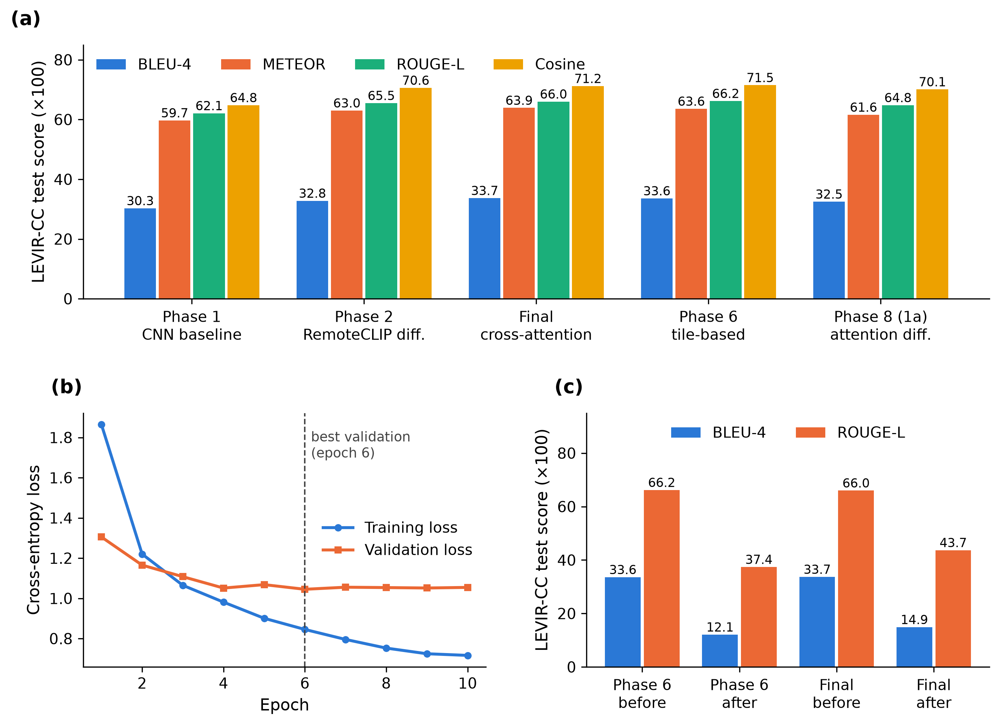 (a)
LEVIR-CC test score (×100)
80
60
40
20
0
BLEU-4 METEOR ROUGE-L Cosine
30.3 59.7 62.1 64.8
32.8 63.0 65.5 70.6
33.7 63.9 66.0 71.2
33.6 63.6 66.2 71.5
32.5 61.6 64.8 70.1
Phase 1
CNN baseline
Phase 2
RemoteCLIP diff.
Final
cross-attention
Phase 6
tile-based
Phase 8 (1a)
attention diff.
(b)
Cross-entropy loss
1.8
1.6
1.4
1.2
1.0
0.8
best validation
(epoch 6)
Training loss
Validation loss
2 4 6 8 10
Epoch
(c)
LEVIR-CC test score (×100)
80
60
40
20
0
BLEU-4 ROUGE-L
33.6 66.2
12.1 37.4
33.7 66.0
14.9 43.7
Phase 6
before
Phase 6
after
Final
before
Final
after